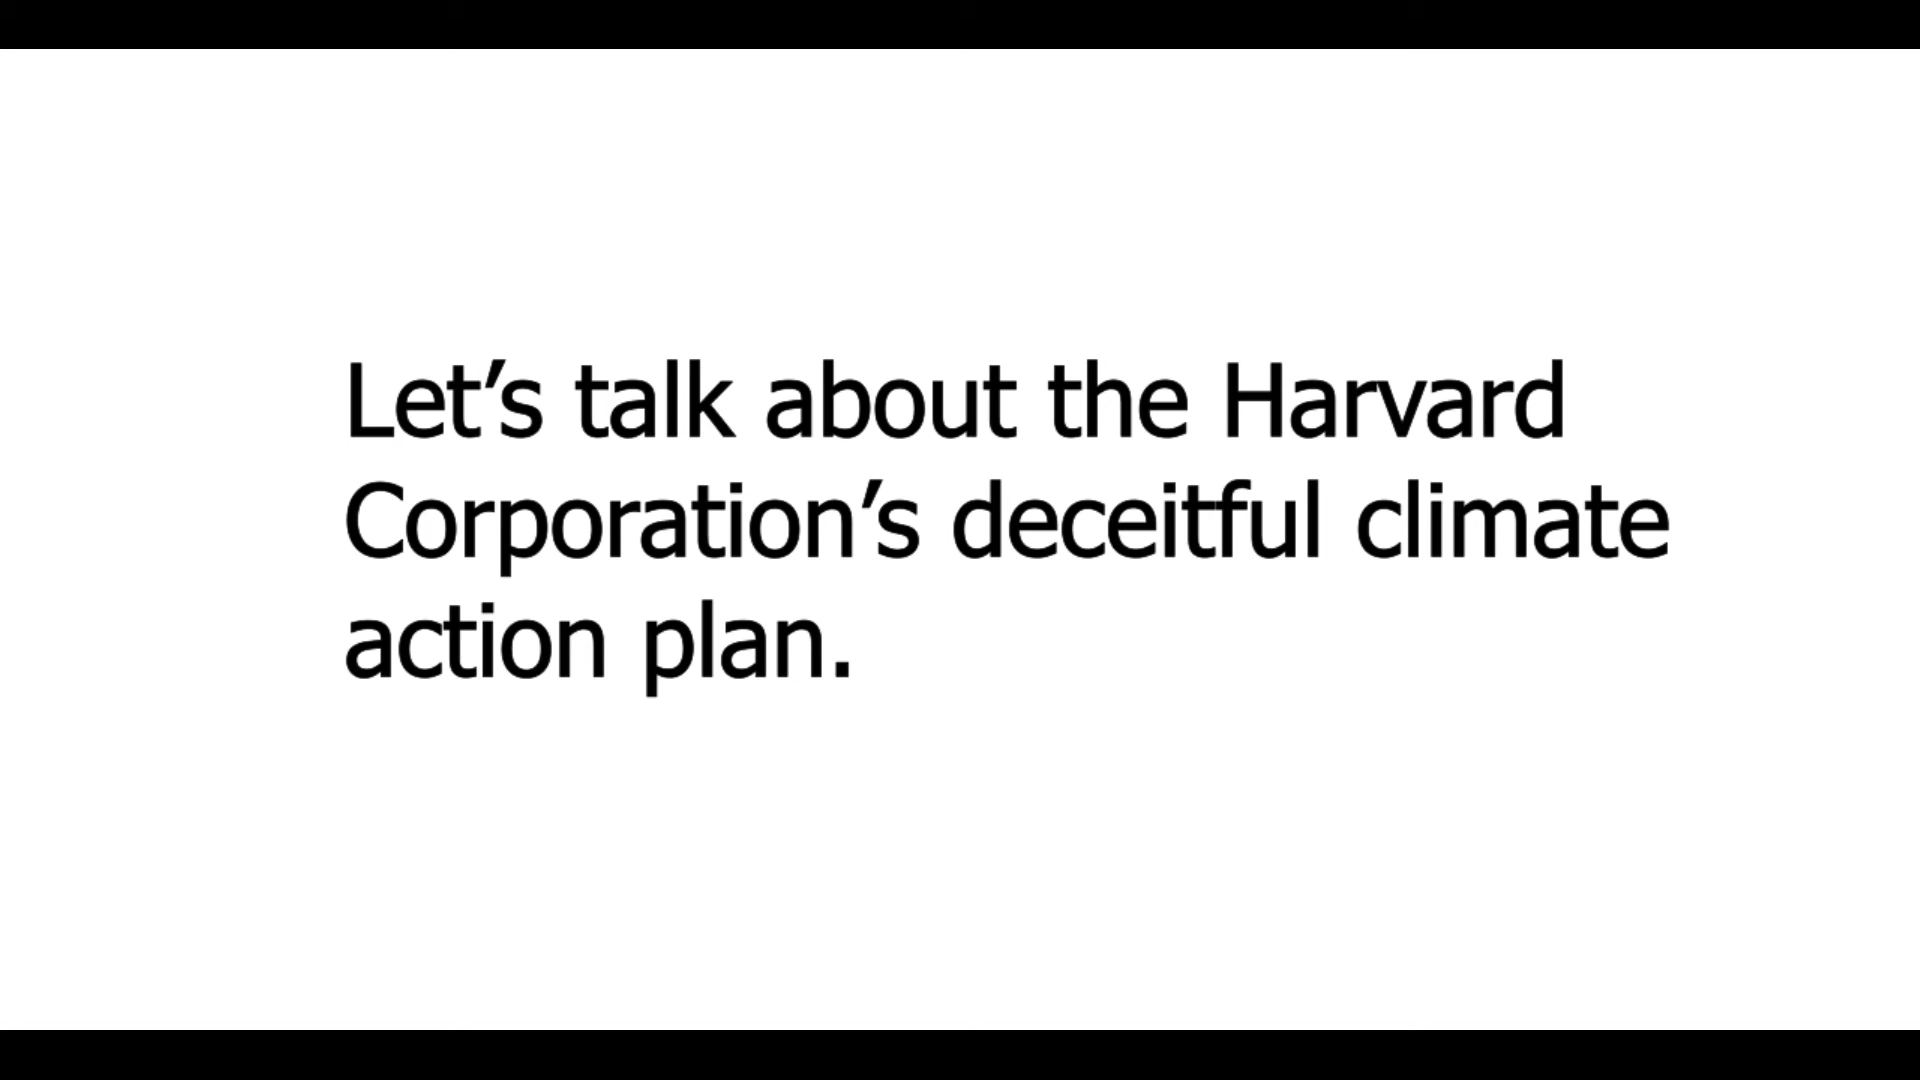 Let’s talk about the Harvard
Corporation’s deceitful climate
action plan.